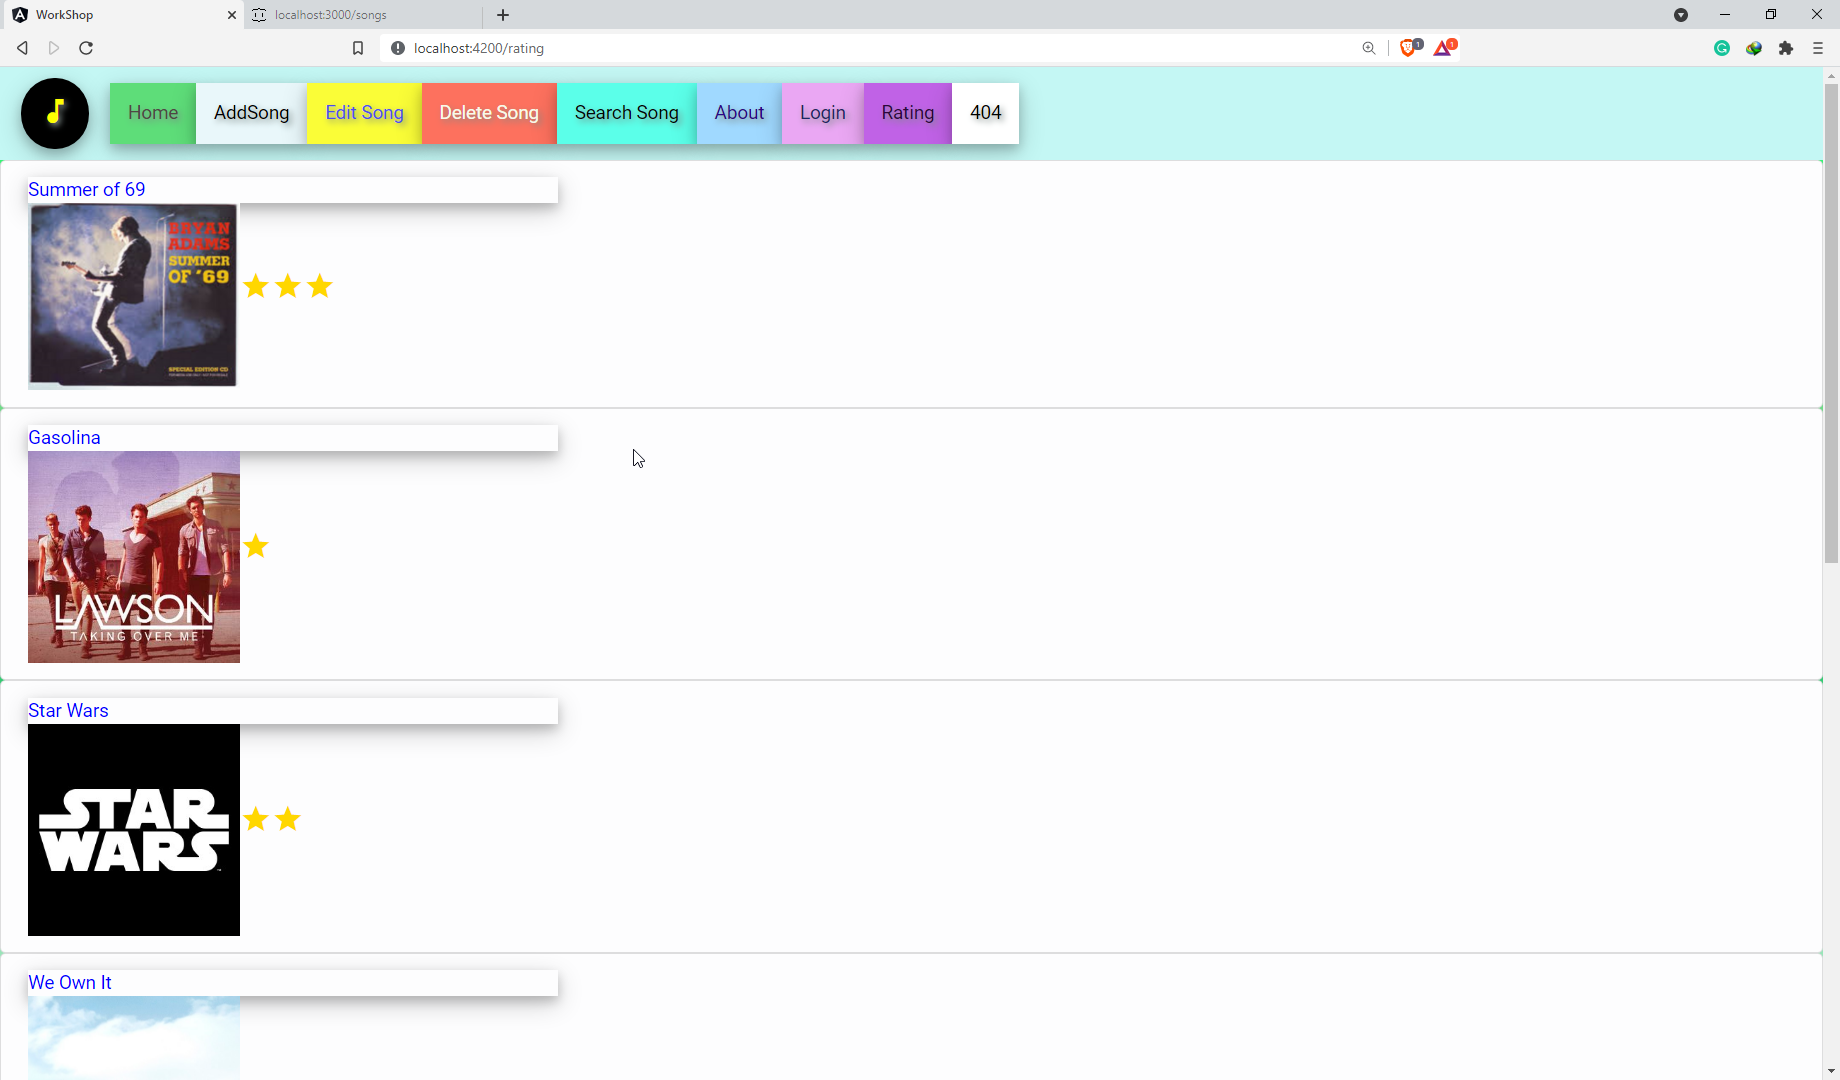 WorkShop
localhost:3000/songs
localhost:4200/rating
1
1
Home
AddSong
Edit Song
Delete Song
Search Song
About
Login
Rating
404
Summer of 69
BRYAN
ADAMS
SUMMER
OF '69
SPECIAL EDITION CD
Gasolina
LAWSON
TAKING OVER ME
Star Wars
STAR
WARS
We Own It